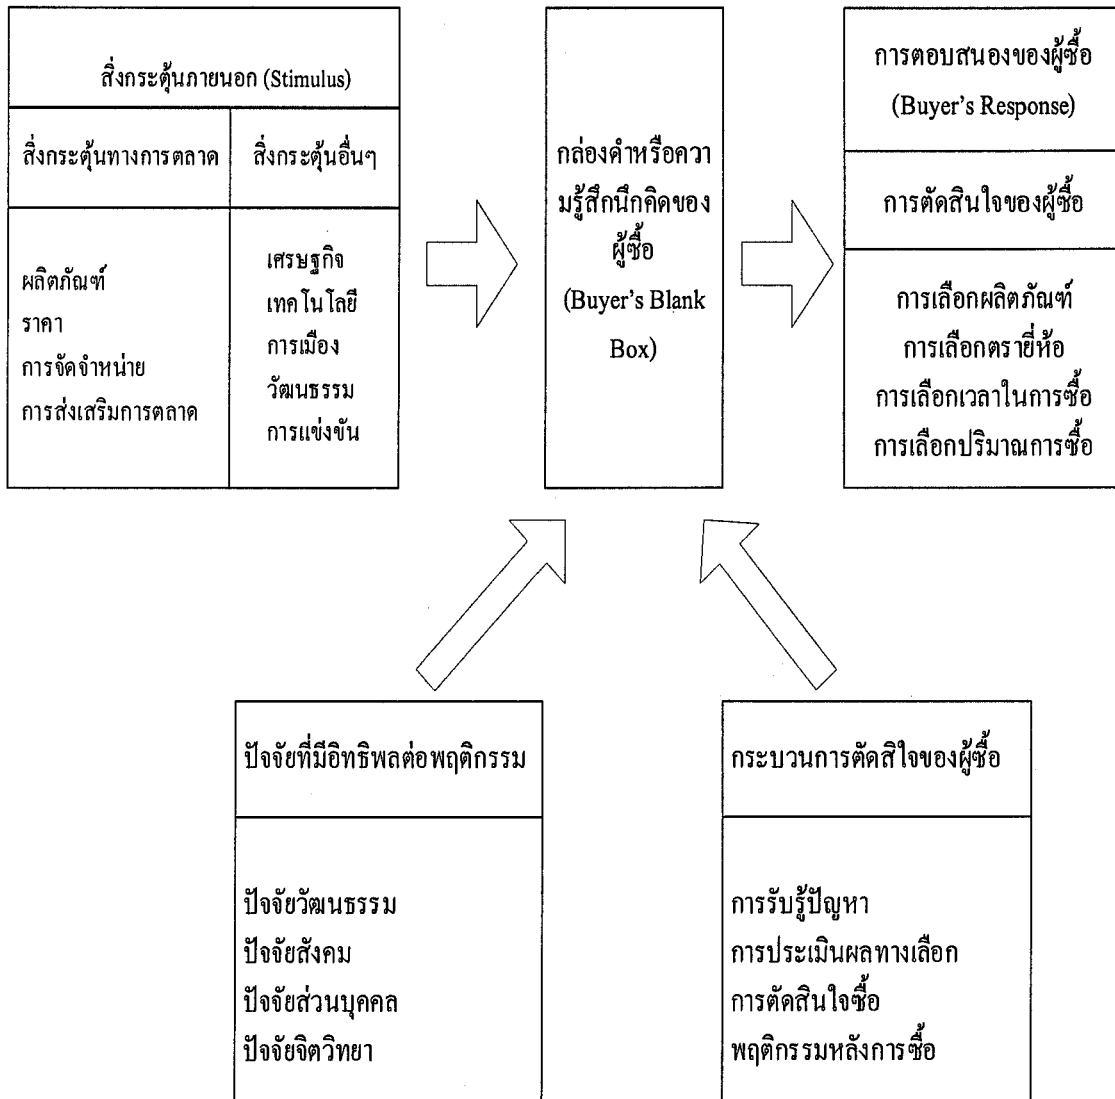 สิ่งกระตุ้นภายนอก (Stimulus)
สิ่งกระตุ้นทางการตลาด
สิ่งกระตุ้นอื่นๆ
ผลิตภัณฑ์
ราคา
การจัดจำหน่าย
การส่งเสริมการตลาด
เศรษฐกิจ
เทคโนโลยี
การเมือง
วัฒนธรรม
การแข่งขัน
กล่องดำหรือควา
มรู้สึกนึกคิดของ
ผู้ซื้อ
(Buyer's Blank
Box)
การตอบสนองของผู้ซื้อ
(Buyer's Response)
การตัดสินใจของผู้ซื้อ
การเลือกผลิตภัณฑ์
การเลือกตรายี่ห้อ
การเลือกเวลาในการซื้อ
การเลือกปริมาณการซื้อ
ปัจจัยที่มีอิทธิพลต่อพฤติกรรม
ปัจจัยวัฒนธรรม
ปัจจัยสังคม
ปัจจัยส่วนบุคคล
ปัจจัยจิตวิทยา
กระบวนการตัดสิใจของผู้ซื้อ
การรับรู้ปัญหา
การประเมินผลทางเลือก
การตัดสินใจซื้อ
พฤติกรรมหลังการซื้อ